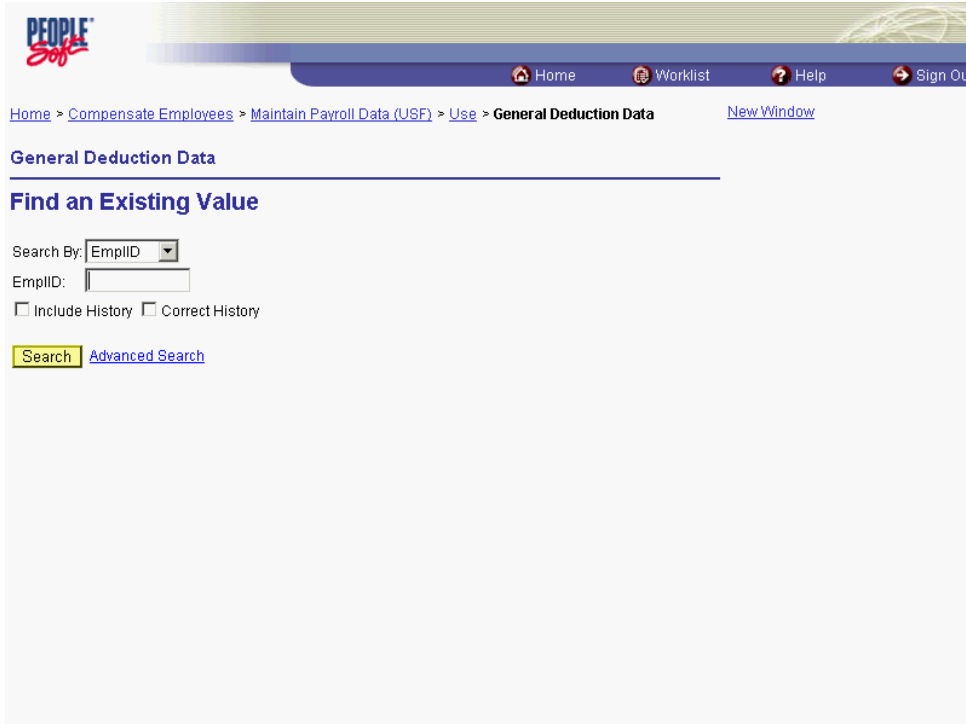 PEOPLE
Soft
Home
Worklist
Help
Sign Ou
Home > Compensate Employees > Maintain Payroll Data (USF) > Use > General Deduction Data
New Window
General Deduction Data
Find an Existing Value
Search By: EmplID
EmplID:
Include History Correct History
Search Advanced Search